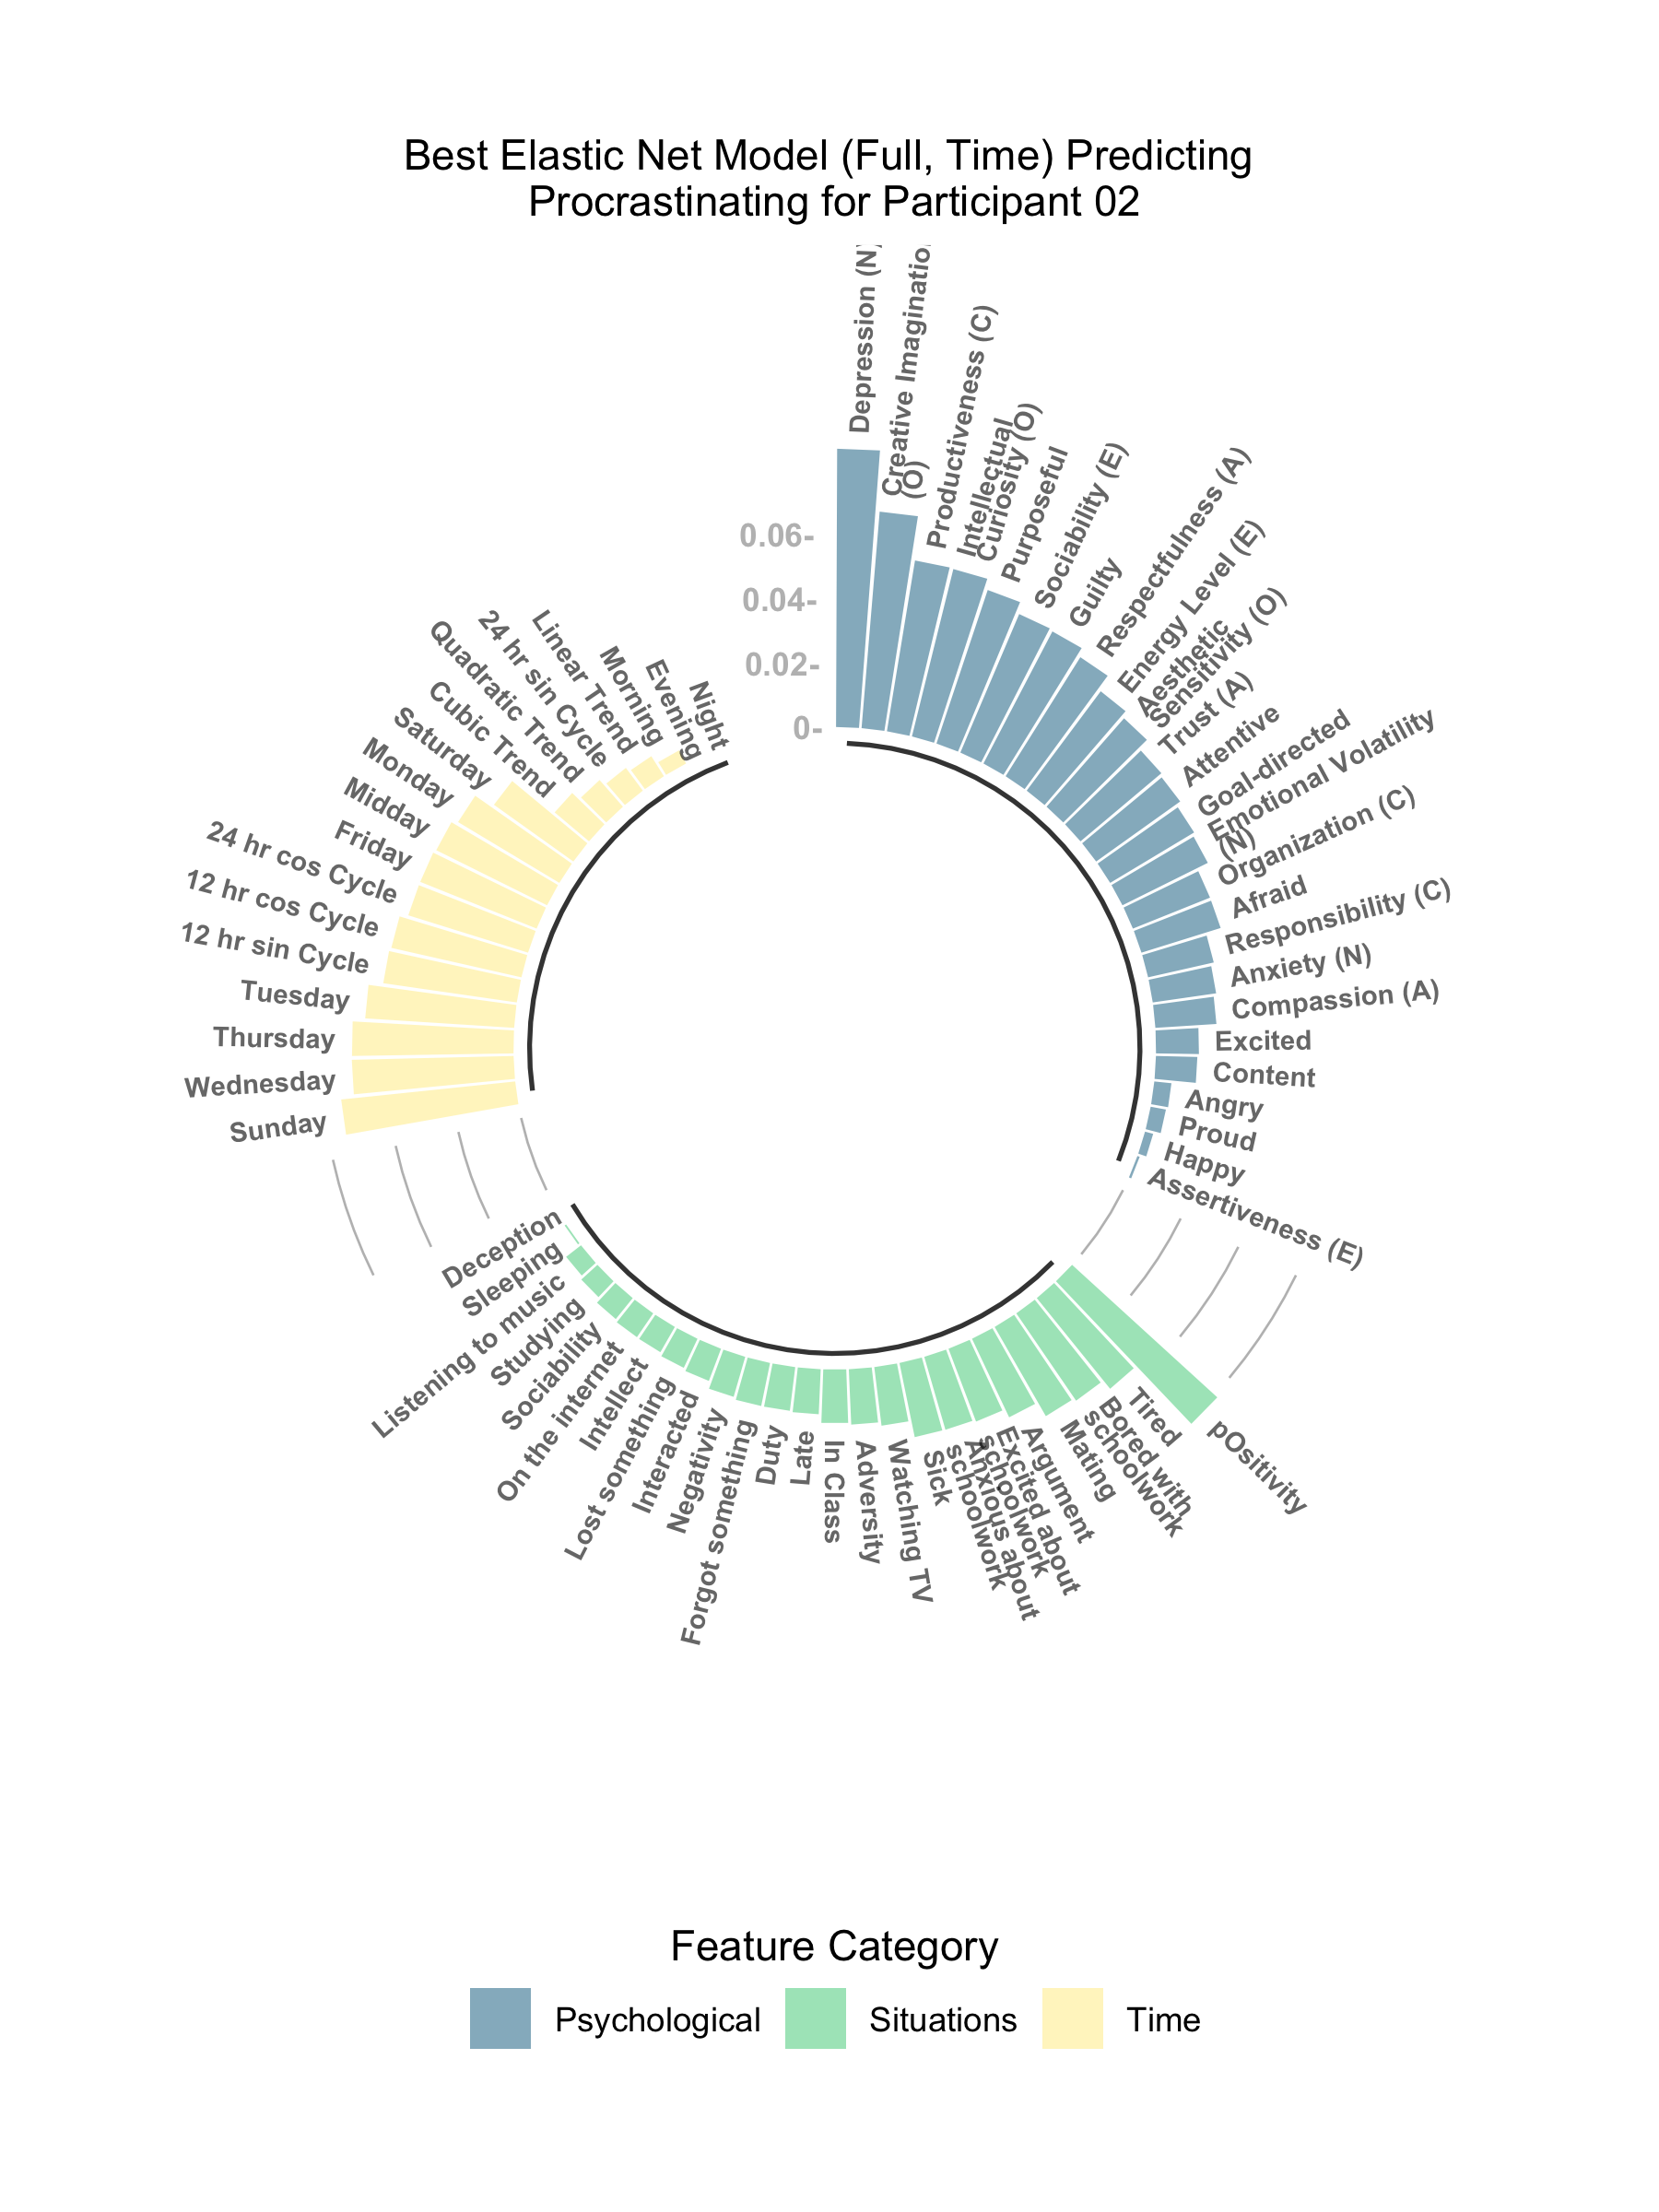 Best Elastic Net Model (Full, Time) Predicting
Procrastinating for Participant 02
0.06-
0.04-
0.02-
0-
Depression (N)
Creative Imagination
(O)
Productiveness (C)
Intellectual
Curiosity (O)
Purposeful
Sociability (E)
Guilty
Respectfulness (A)
Energy Level (E)
Aesthetic
Sensitivity (O)
Trust (A)
Attentive
Goal-directed
Emotional Volatility
(N)
Organization (C)
Afraid
Responsibility (C)
Anxiety (N)
Compassion (A)
Excited
Content
Angry
Proud
Happy
Assertiveness (E)
pOsitivity
Tired
Bored with
schoolwork
Mating
Argument
Excited about
schoolwork
Anxious about
schoolwork
Sick
Watching TV
Adversity
In Class
Late
Duty
Forgot something
Negativity
Interacted
Lost something
Intellect
On the internet
Sociability
Studying
Listening to music
Sleeping
Deception
Sunday
Wednesday
Thursday
Tuesday
12 hr sin Cycle
12 hr cos Cycle
24 hr cos Cycle
Friday
Midday
Monday
Saturday
Cubic Trend
Quadratic Trend
24 hr sin Cycle
Linear Trend
Morning
Evening
Night
Feature Category
Psychological
Situations
Time